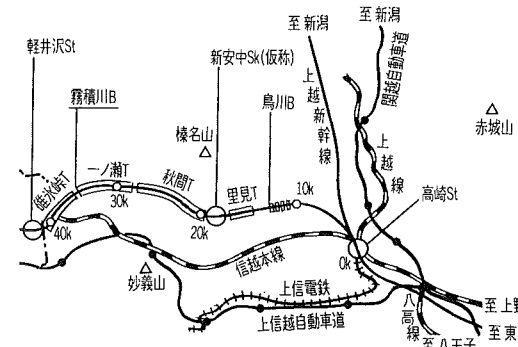 至新潟
至新潟
軽井沢St
新安中Sk(仮称)
関越自動車道
上越新幹線
霧積川B
鳥川B
榛名山
赤城山
上越線
一ノ瀬T
秋間T
里見T
高崎St
碓氷峠T
10k
30k
20k
40k
0k
信越本線
妙義山
上信電鉄
上信越自動車道
八高線
至上野
至東
至八王子